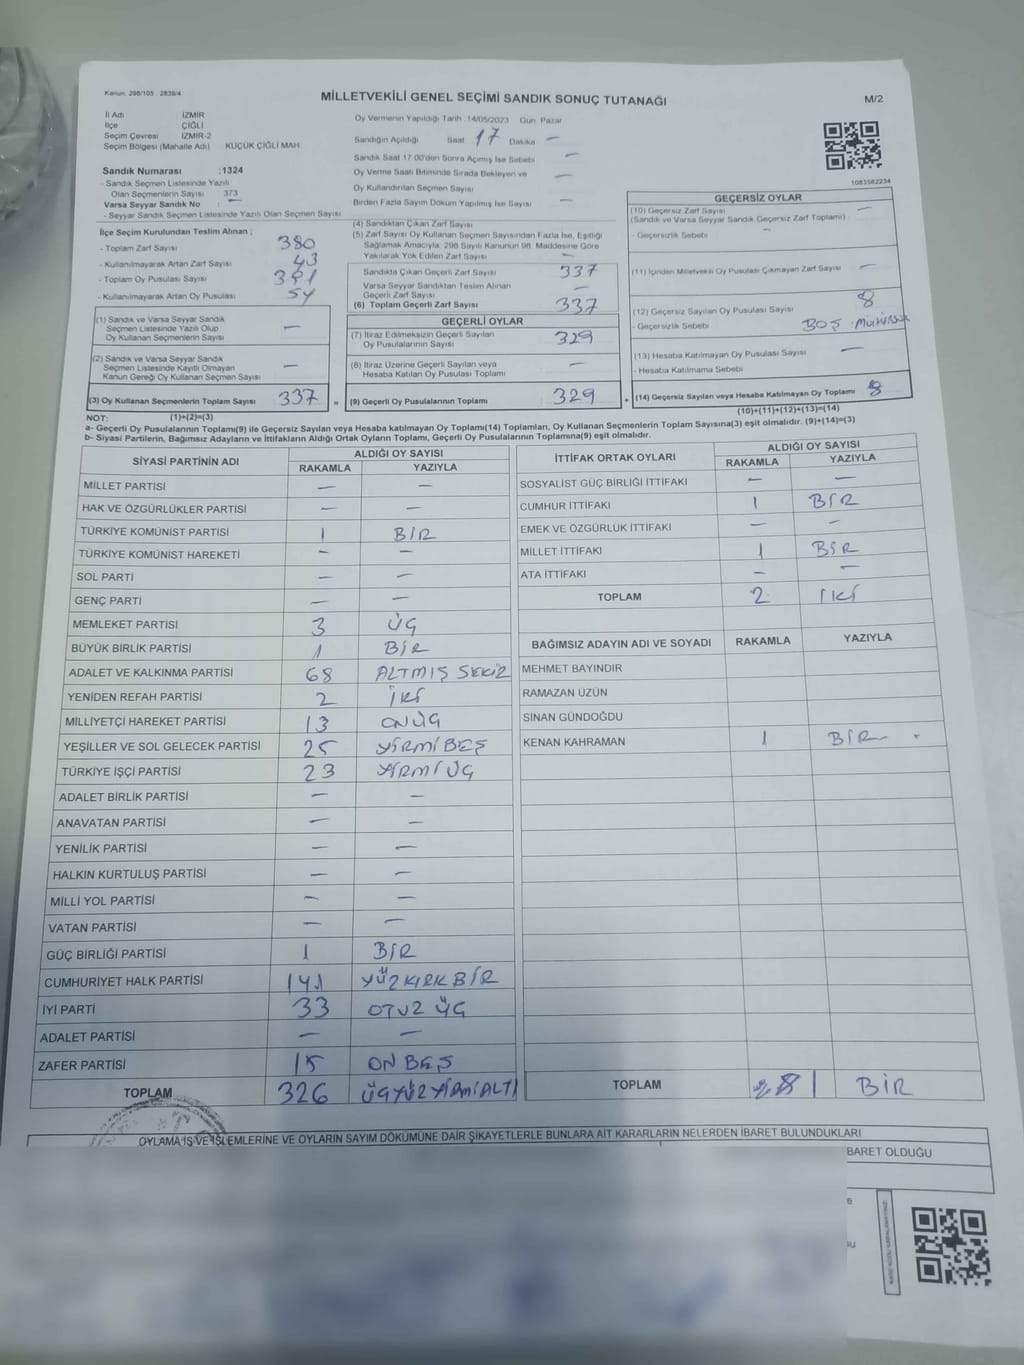 Kanun: 298/105 - 2839/4
MİLLETVEKİLİ GENEL SEÇİMİ SANDIK SONUÇ TUTANAĞI
M/2
İl Adı İZMİR
İlçe ÇİĞLİ
Seçim Çevresi İZMİR-2
Seçim Bölgesi (Mahalle Adı) KÜÇÜK ÇİĞLİ MAH
Sandık Numarası :1324
- Sandık Seçmen Listesinde Yazılı
Olan Seçmenlerin Sayısı 373
Varsa Seyyar Sandık No : —
- Seyyar Sandık Seçmen Listesinde Yazılı Olan Seçmen Sayısı
İlçe Seçim Kurulundan Teslim Alınan ;
- Toplam Zarf Sayısı 380
- Kullanılmayarak Artan Zarf Sayısı 43
- Toplam Oy Pusulası Sayısı
- Kullanılmayarak Artan Oy Pusulası 54
(1) Sandık ve Varsa Seyyar Sandık
Seçmen Listesinde Yazılı Olup
Oy Kullanan Seçmen Sayısı —
(2) Sandık ve Varsa Seyyar Sandık
Seçmen Listesinde Kayıtlı Olmayan
Kanun Gereği Oy Kullanan Seçmen Sayısı —
(3) Oy Kullanan Seçmenlerin Toplam Sayısı 337 =
(1)+(2)=(3)
Oy Vermenin Yapıldığı Tarih :14/05/2023 Gün Pazar
Sandığın Açıldığı Saat 17 Dakika —
Sandık Saat 17:00'den Sonra Açılmış İse Sebebi —
Oy Verme Saati Bitiminde Sırada Bekleyen ve
Oy Kullandırılan Seçmen Sayısı —
Birden Fazla Sayım Döküm Yapılmış İse Sayısı —
(4) Sandıktan Çıkan Zarf Sayısı
(5) Zarf Sayısı Oy Kullanan Seçmen Sayısından Fazla İse, Eşitliği
Sağlamak Amacıyla, 298 Sayılı Kanunun 98. Maddesine Göre
Yakılarak Yok Edilen Zarf Sayısı
Sandıkta Çıkan Geçerli Zarf Sayısı 337
Varsa Seyyar Sandıktan Teslim Alınan
Geçerli Zarf Sayısı —
(6) Toplam Geçerli Zarf Sayısı 337
GEÇERLİ OYLAR
(7) İtiraz Edilmeksizin Geçerli Sayılan
Oy Pusulalarının Sayısı 329
(8) İtiraz Üzerine Geçerli Sayılan veya
Hesaba Katılan Oy Pusulası Toplamı —
(9) Geçerli Oy Pusulalarının Toplamı 329 +
1083582234
GEÇERSİZ OYLAR
(10) Geçersiz Zarf Sayısı —
(Sandık ve Varsa Seyyar Sandık Geçersiz Zarf Toplamı)
- Geçersizlik Sebebi —
(11) İçinden Milletvekili Oy Pusulası Çıkmayan Zarf Sayısı —
(12) Geçersiz Sayılan Oy Pusulası Sayısı 8
- Geçersizlik Sebebi BOŞ
(13) Hesaba Katılmayan Oy Pusulası Sayısı —
- Hesaba Katılmama Sebebi
(14) Geçersiz Sayılan veya Hesaba Katılmayan Oy Toplamı 8
(10)+(11)+(12)+(13)=(14)
NOT:
a- Geçerli Oy Pusulalarının Toplamı(9) ile Geçersiz Sayılan veya Hesaba Katılmayan Oy Toplamı(14) Toplamları, Oy Kullanan Seçmenlerin Toplam Sayısına(3) eşit olmalıdır. (9)+(14)=(3)
b- Siyasi Partilerin, Bağımsız Adayların ve İttifakların Aldığı Ortak Oyların Toplamı, Geçerli Oy Pusulalarının Toplamına(9) eşit olmalıdır.
SİYASİ PARTİNİN ADI ALDIĞI OY SAYISI
RAKAMLA YAZIYLA
MİLLET PARTİSİ — —
HAK VE ÖZGÜRLÜKLER PARTİSİ — —
TÜRKİYE KOMÜNİST PARTİSİ 1 BİR
TÜRKİYE KOMÜNİST HAREKETİ — —
SOL PARTİ — —
GENÇ PARTİ — —
MEMLEKET PARTİSİ 3 ÜÇ
BÜYÜK BİRLİK PARTİSİ 1 BİR
ADALET VE KALKINMA PARTİSİ 68 ALTMIŞ SEKİZ
YENİDEN REFAH PARTİSİ 2 İKİ
MİLLİYETÇİ HAREKET PARTİSİ 13 ONÜÇ
YEŞİLLER VE SOL GELECEK PARTİSİ 25 YİRMİ BEŞ
TÜRKİYE İŞÇİ PARTİSİ 23 YİRMİ ÜÇ
ADALET BİRLİK PARTİSİ — —
ANAVATAN PARTİSİ — —
YENİLİK PARTİSİ — —
HALKIN KURTULUŞ PARTİSİ — —
MİLLİ YOL PARTİSİ — —
VATAN PARTİSİ — —
GÜÇ BİRLİĞİ PARTİSİ 1 BİR
CUMHURİYET HALK PARTİSİ 141 YÜZ KIRK BİR
İYİ PARTİ 33 OTUZ ÜÇ
ADALET PARTİSİ — —
ZAFER PARTİSİ 15 ON BEŞ
TOPLAM 326 ÜÇYÜZ YİRMİ ALTI
İTTİFAK ORTAK OYLARI ALDIĞI OY SAYISI
RAKAMLA YAZIYLA
SOSYALİST GÜÇ BİRLİĞİ İTTİFAKI — —
CUMHUR İTTİFAKI 1 BİR
EMEK VE ÖZGÜRLÜK İTTİFAKI — —
MİLLET İTTİFAKI 1 BİR
ATA İTTİFAKI — —
TOPLAM 2 İKİ
BAĞIMSIZ ADAYIN ADI VE SOYADI RAKAMLA YAZIYLA
MEHMET BAYINDIR
RAMAZAN ÜZÜN
SİNAN GÜNDOĞDU
KENAN KAHRAMAN 1 BİR
TOPLAM 1 BİR
OYLAMA İŞ VE İŞLEMLERİNE VE OYLARIN SAYIM DÖKÜMÜNE DAİR ŞİKAYETLERLE BUNLARA AİT KARARLARIN NELERDEN İBARET BULUNDUKLARI
BARET OLDUĞU